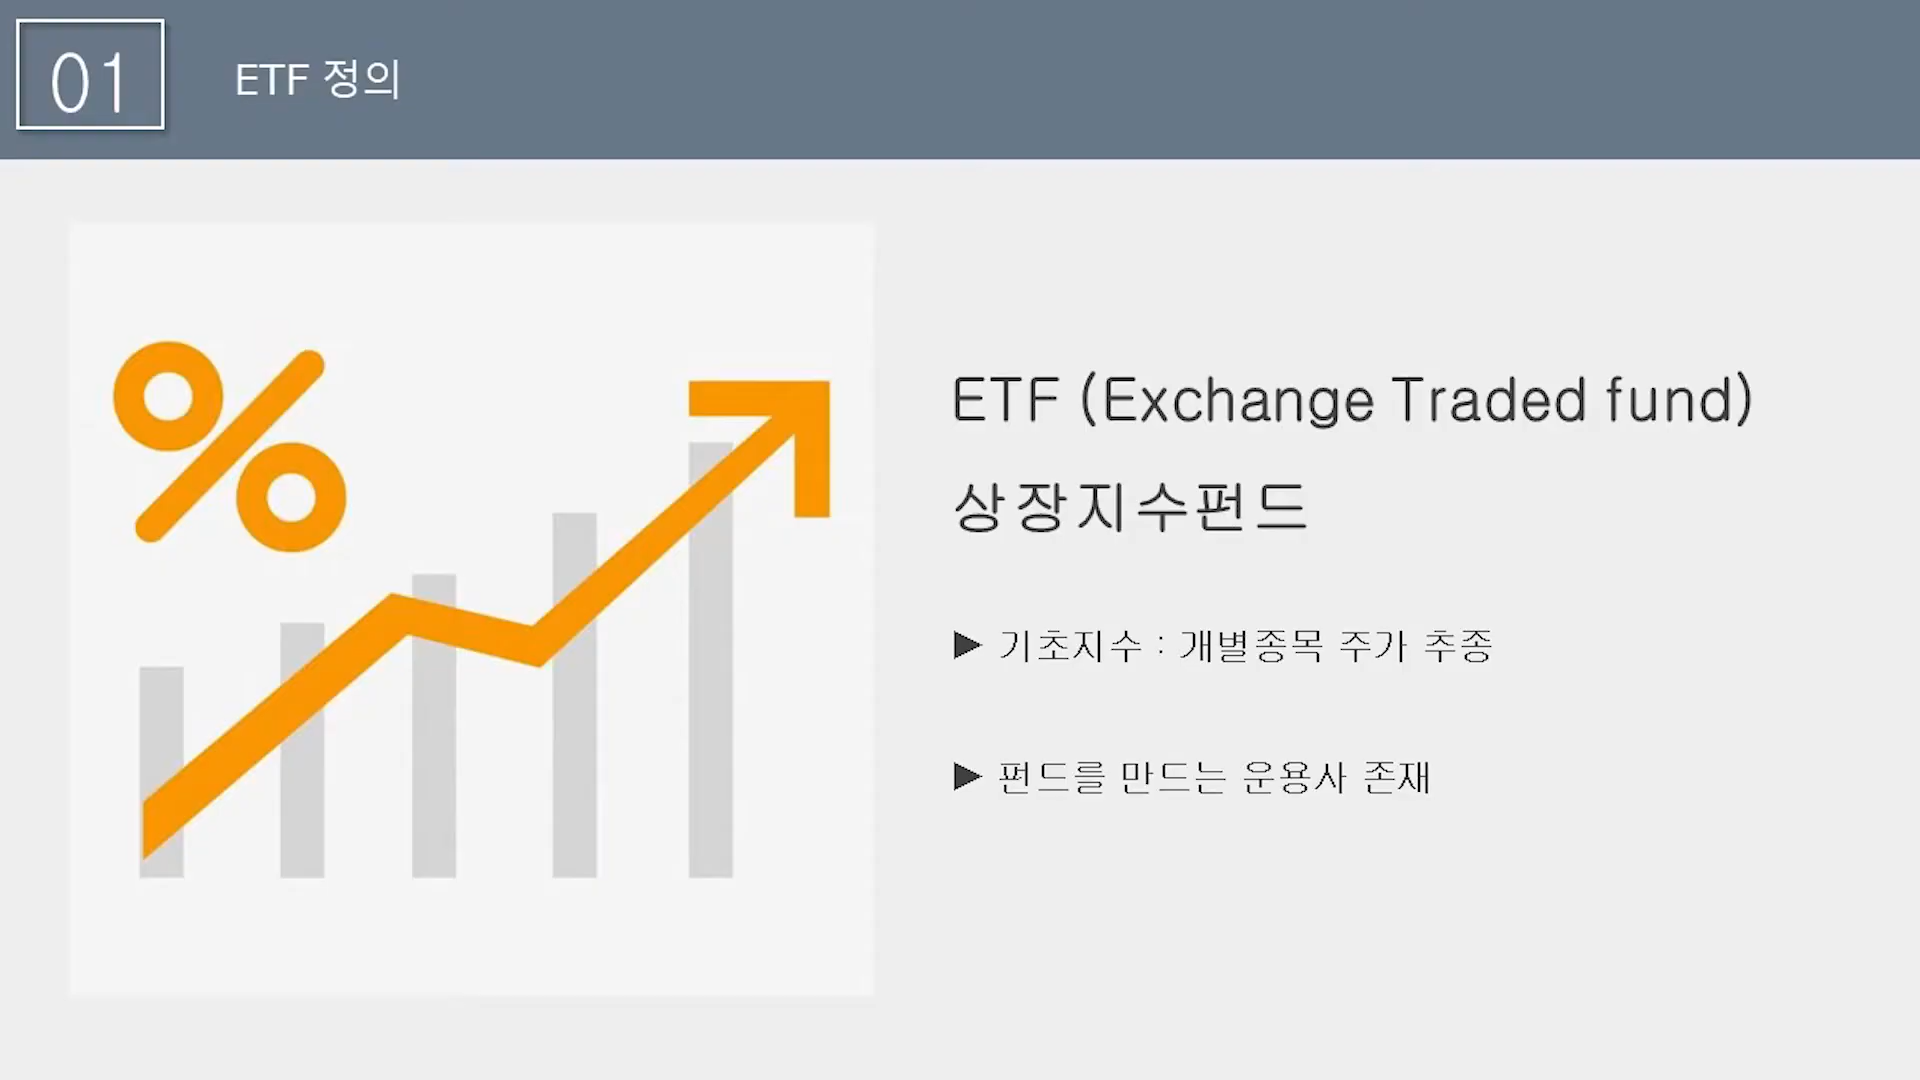 01
ETF 정의
%
ETF (Exchange Traded fund)
상장지수펀드
▶ 기초지수 : 개별종목 주가 추종
▶ 펀드를 만드는 운용사 존재